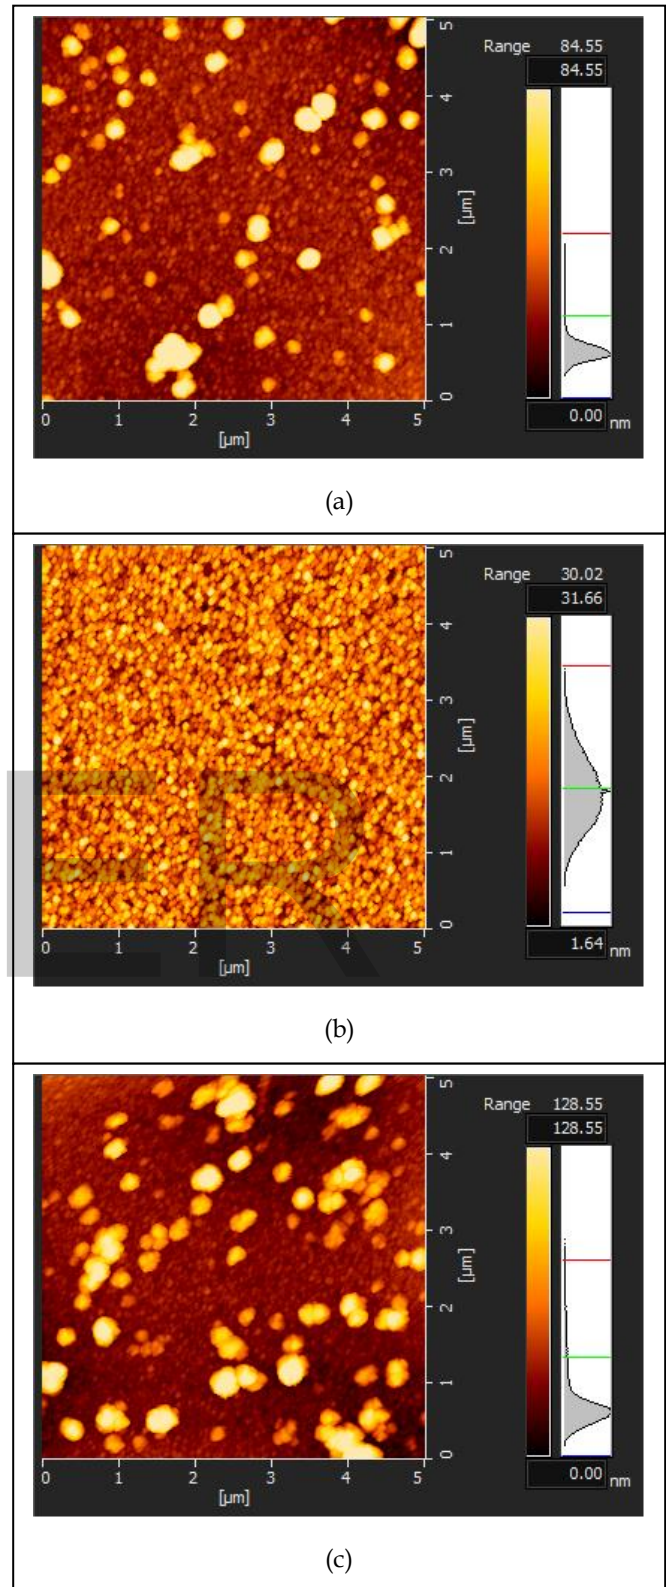 Range 84.55
84.55
5
4
3
2
1
0
[µm]
0 1 2 3 4 5
[µm]
0.00 nm
(a)
Range 30.02
31.66
5
4
3
2
1
0
[µm]
0 1 2 3 4 5
[µm]
1.64 nm
(b)
ER
Range 128.55
128.55
5
4
3
2
1
0
[µm]
0 1 2 3 4 5
[µm]
0.00 nm
(c)